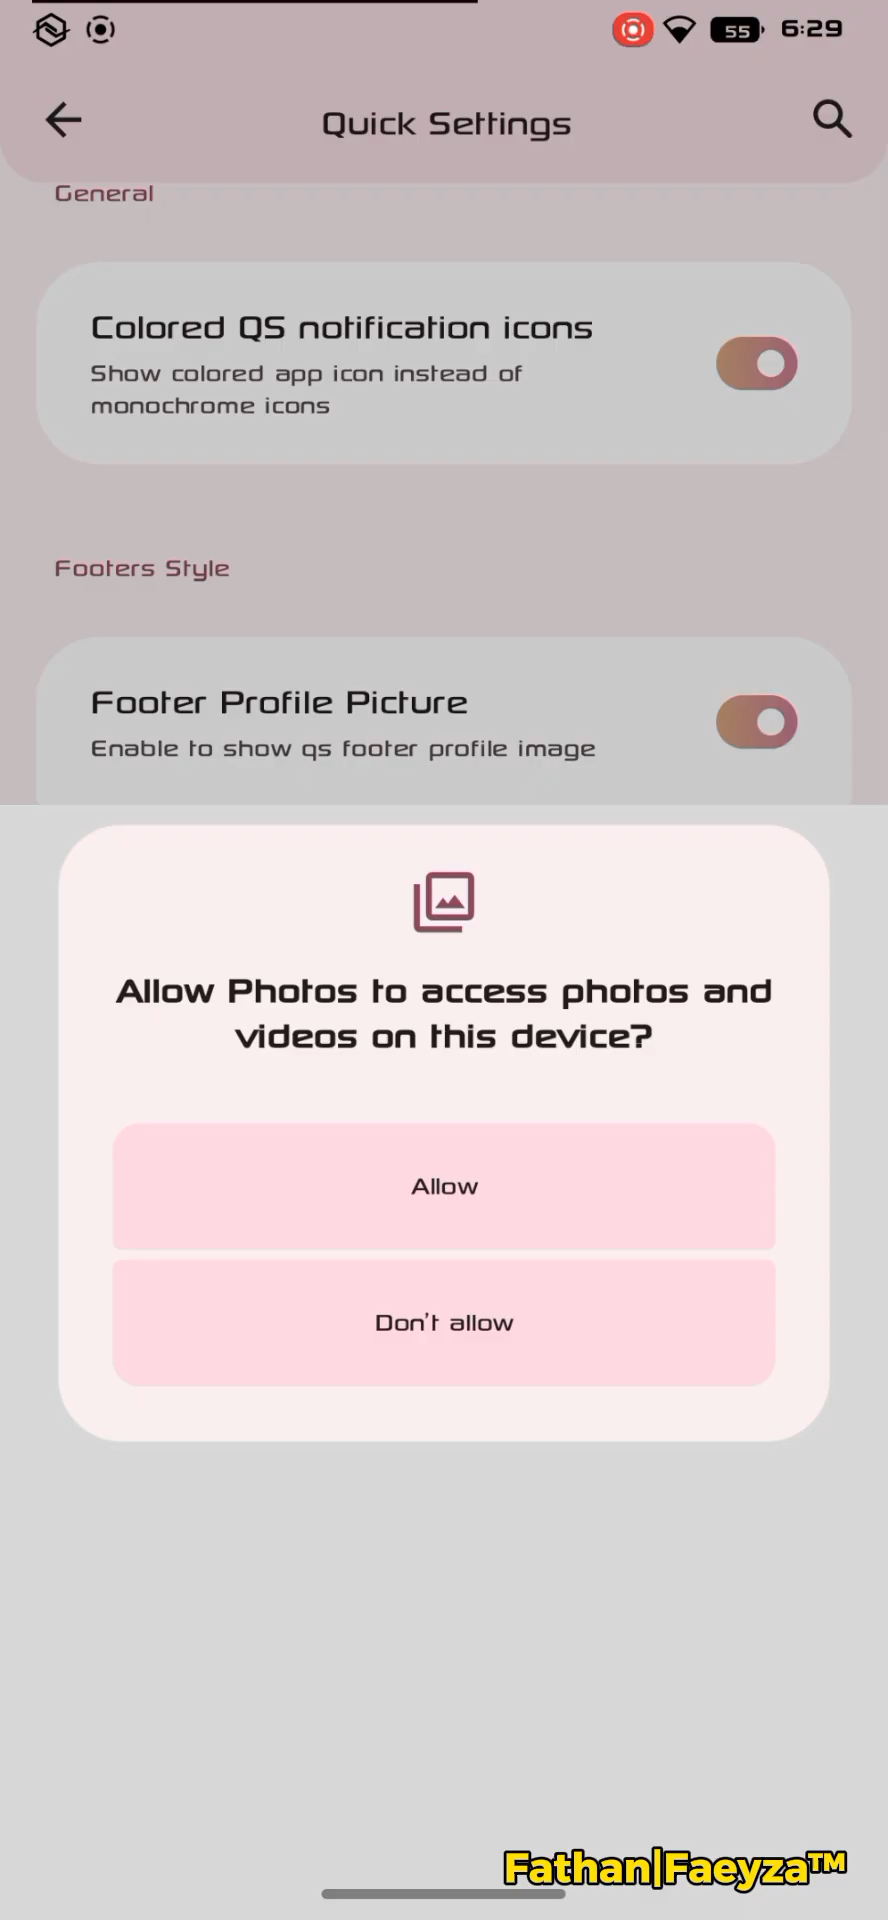 55 6:29
Quick Settings
General
Colored QS notification icons
Show colored app icon instead of
monochrome icons
Footers Style
Footer Profile Picture
Enable to show qs footer profile image
Allow Photos to access photos and
videos on this device?
Allow
Don't allow
Fathan|Faeyza™